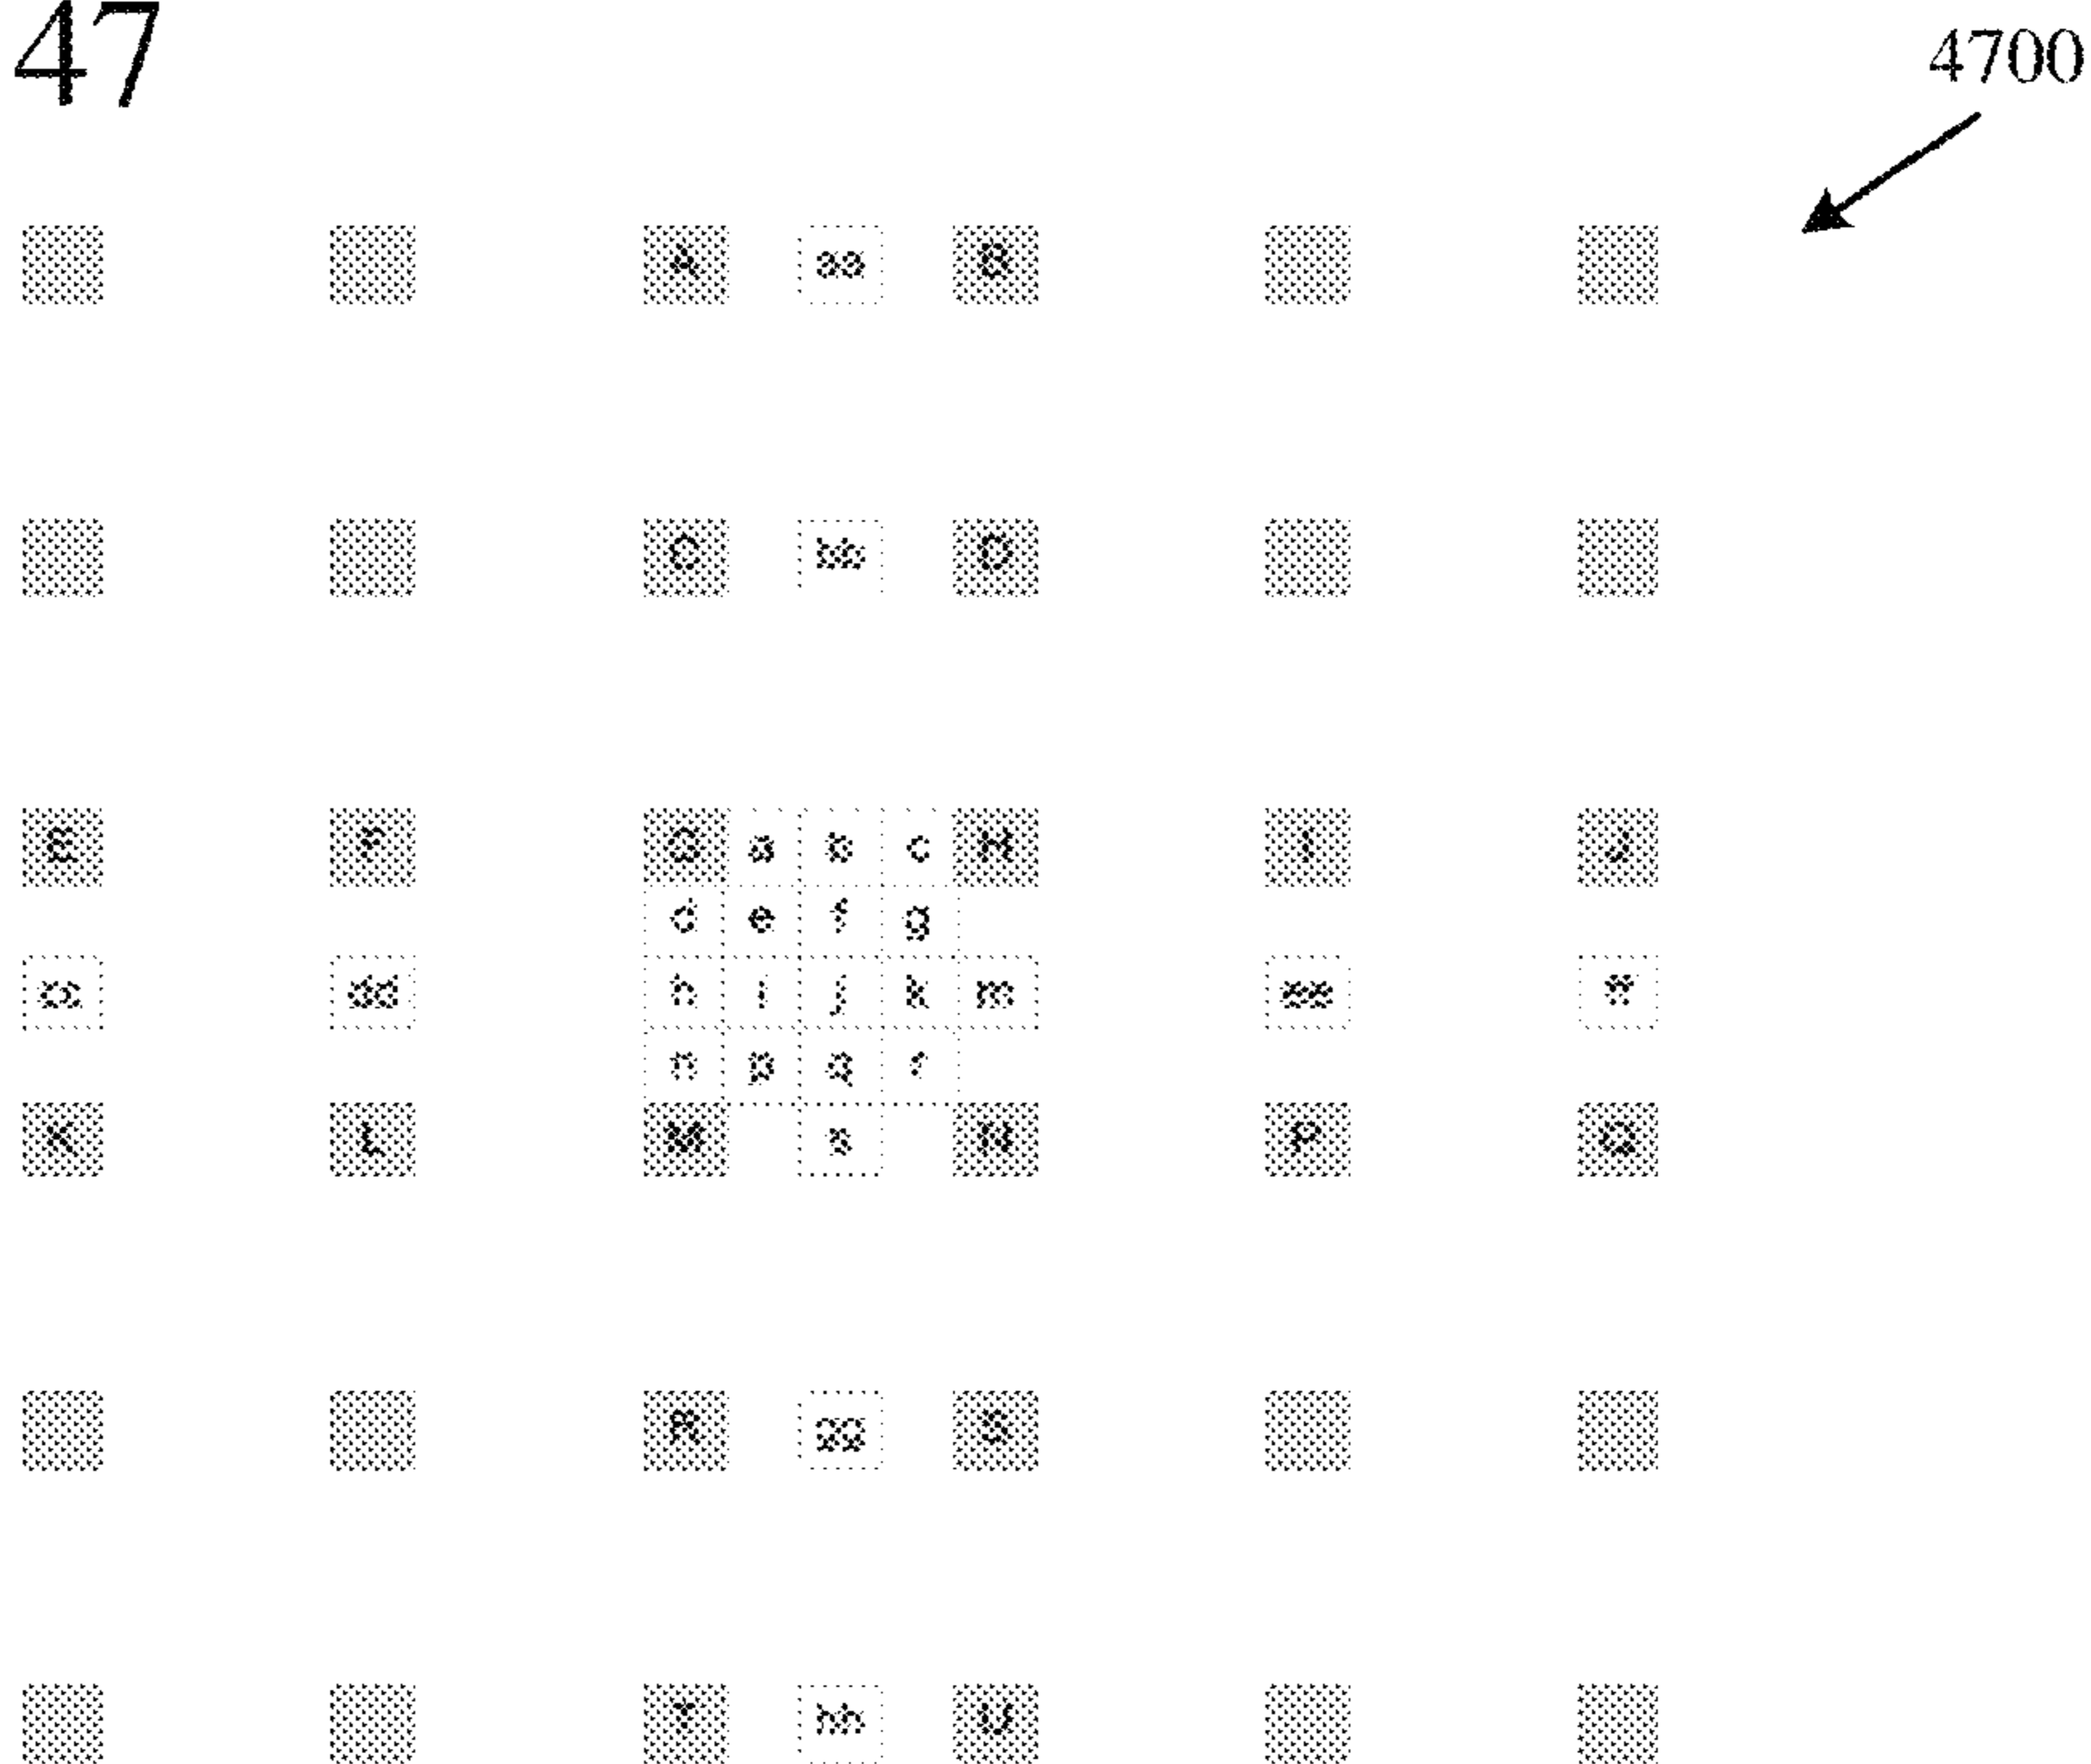 47
4700
A aa B
C bb D
E F G a b c H I J
d e f g
cc dd h i j k m ee ff
n p q r
K L M s N P Q
R gg S
T hh U